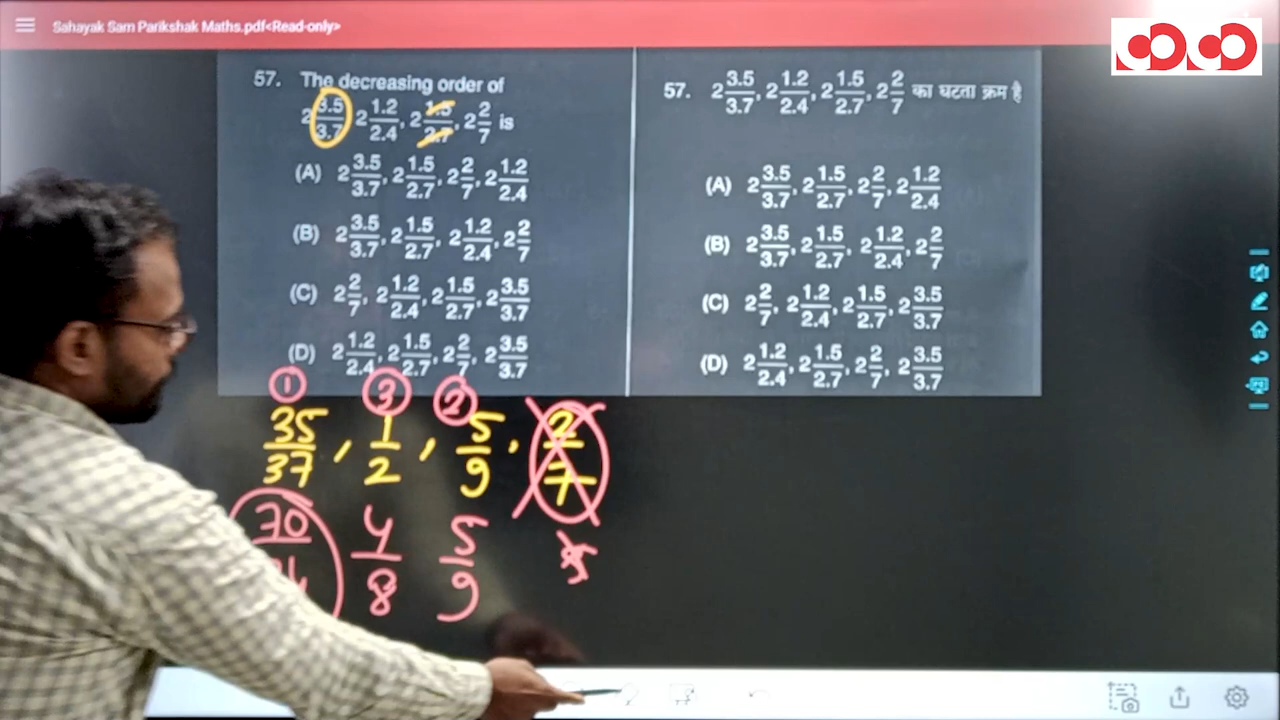 Sahayak Sam Parikshak Maths.pdf<Read-only>
57. The decreasing order of
2 3.5/3.7, 2 1.2/2.4, 2 1.5/2.7, 2 2/7 is
(A) 2 3.5/3.7, 2 1.5/2.7, 2 2/7, 2 1.2/2.4
(B) 2 3.5/3.7, 2 1.5/2.7, 2 1.2/2.4, 2 2/7
(C) 2 2/7, 2 1.2/2.4, 2 1.5/2.7, 2 3.5/3.7
(D) 2 1.2/2.4, 2 1.5/2.7, 2 2/7, 2 3.5/3.7
57. 2 3.5/3.7, 2 1.2/2.4, 2 1.5/2.7, 2 2/7 का घटता क्रम है
(A) 2 3.5/3.7, 2 1.5/2.7, 2 2/7, 2 1.2/2.4
(B) 2 3.5/3.7, 2 1.5/2.7, 2 1.2/2.4, 2 2/7
(C) 2 2/7, 2 1.2/2.4, 2 1.5/2.7, 2 3.5/3.7
(D) 2 1.2/2.4, 2 1.5/2.7, 2 2/7, 2 3.5/3.7
1 3 2
35/37, 1/2, 5/9, 2/7
70 4/8 5/9